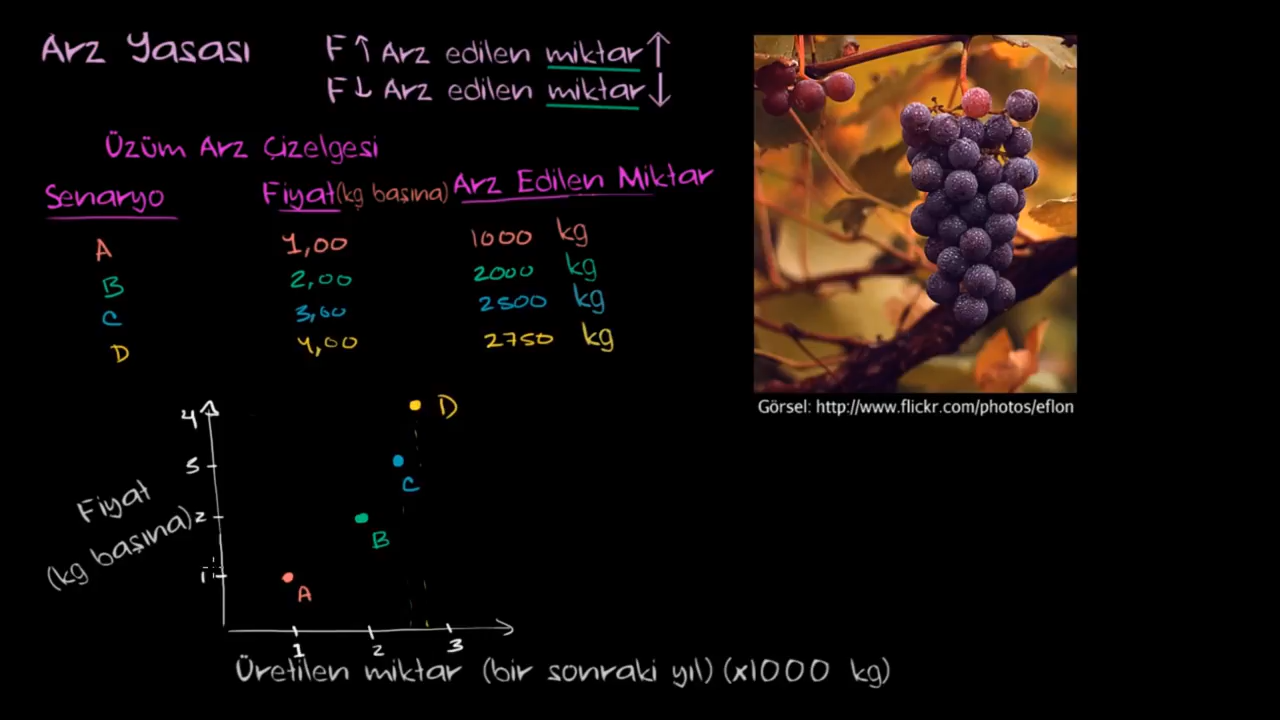 Arz Yasası
F ↑ Arz edilen miktar ↑
F ↓ Arz edilen miktar ↓
Üzüm Arz Çizelgesi
Senaryo Fiyat (kg başına) Arz Edilen Miktar
A 1,00 1000 kg
B 2,00 2000 kg
C 3,00 2500 kg
D 4,00 2750 kg
Görsel: http://www.flickr.com/photos/eflon
4 D
3 C
2 B
1 A
Fiyat
(kg başına)
1 2 3
Üretilen miktar (bir sonraki yıl) (x1000 kg)